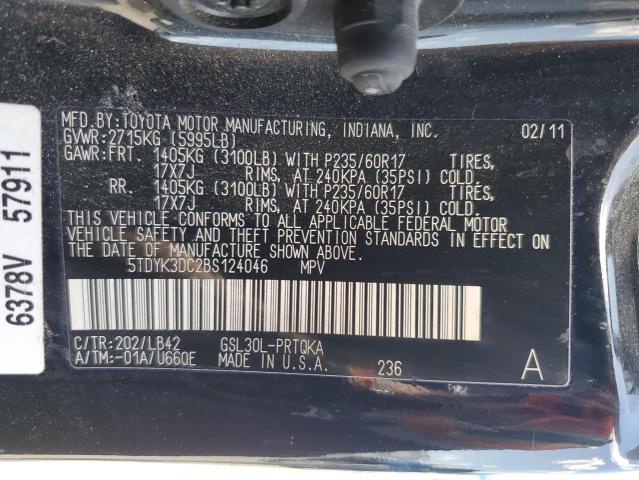 MFD.BY:TOYOTA MOTOR MANUFACTURING, INDIANA, INC. 02/11
GVWR:2715KG (5995LB)
GAWR:FRT. 1405KG (3100LB) WITH P235/60R17 TIRES,
17X7J RIMS, AT 240KPA (35PSI) COLD.
RR. 1405KG (3100LB) WITH P235/60R17 TIRES,
17X7J RIMS, AT 240KPA (35PSI) COLD.
THIS VEHICLE CONFORMS TO ALL APPLICABLE FEDERAL MOTOR
VEHICLE SAFETY AND THEFT PREVENTION STANDARDS IN EFFECT ON
THE DATE OF MANUFACTURE SHOWN ABOVE.
5TDYK3DC2BS124046 MPV
C/TR:202/LB42 GSL30L-PRTQKA
A/TM:-01A/U660E MADE IN U.S.A. 236 A
6378V 57911